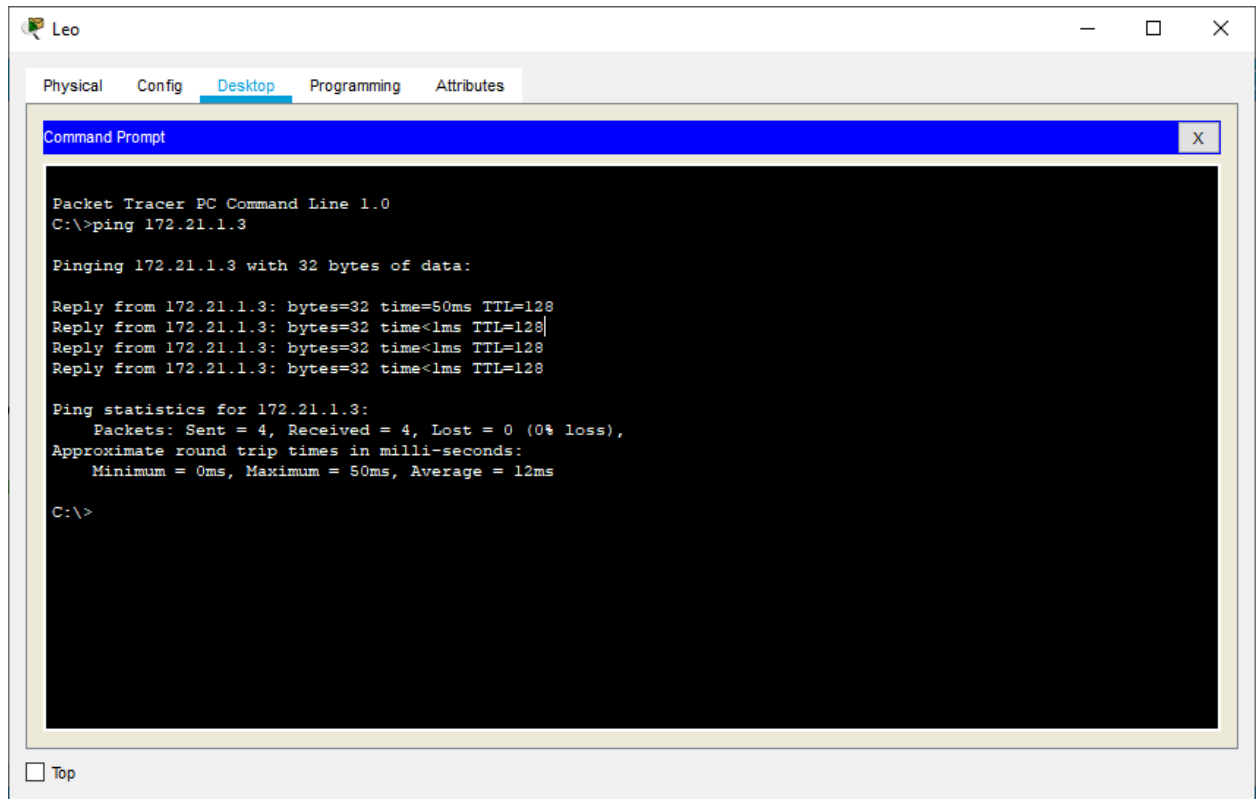 Leo
Physical Config Desktop Programming Attributes
Command Prompt
X
Packet Tracer PC Command Line 1.0
C:\>ping 172.21.1.3
Pinging 172.21.1.3 with 32 bytes of data:
Reply from 172.21.1.3: bytes=32 time=50ms TTL=128
Reply from 172.21.1.3: bytes=32 time<1ms TTL=128
Reply from 172.21.1.3: bytes=32 time<1ms TTL=128
Reply from 172.21.1.3: bytes=32 time<1ms TTL=128
Ping statistics for 172.21.1.3:
Packets: Sent = 4, Received = 4, Lost = 0 (0% loss),
Approximate round trip times in milli-seconds:
Minimum = 0ms, Maximum = 50ms, Average = 12ms
C:\>
Top